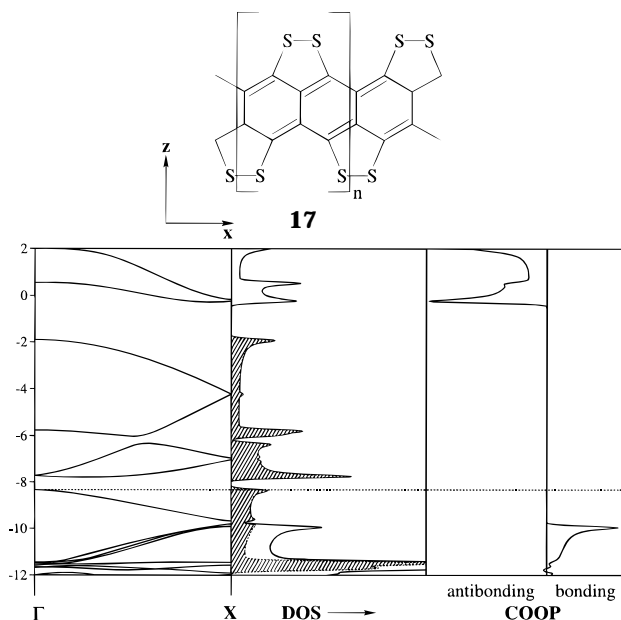 S–S S–S
z S–S S–S n
x 17
2
0
-2
-4
-6
-8
-10
-12
antibonding bonding
Γ X DOS COOP